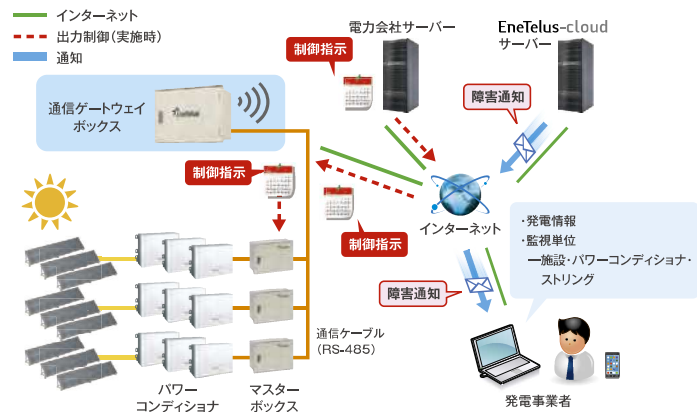 インターネット
出力制御(実施時)
通知
電力会社サーバー
EneTelus-cloud
サーバー
制御指示
障害通知
通信ゲートウェイ
ボックス
制御指示
制御指示
インターネット
・発電情報
・監視単位
―施設・パワーコンディショナ・
ストリング
障害通知
通信ケーブル
(RS-485)
パワー
コンディショナ
マスター
ボックス
発電事業者